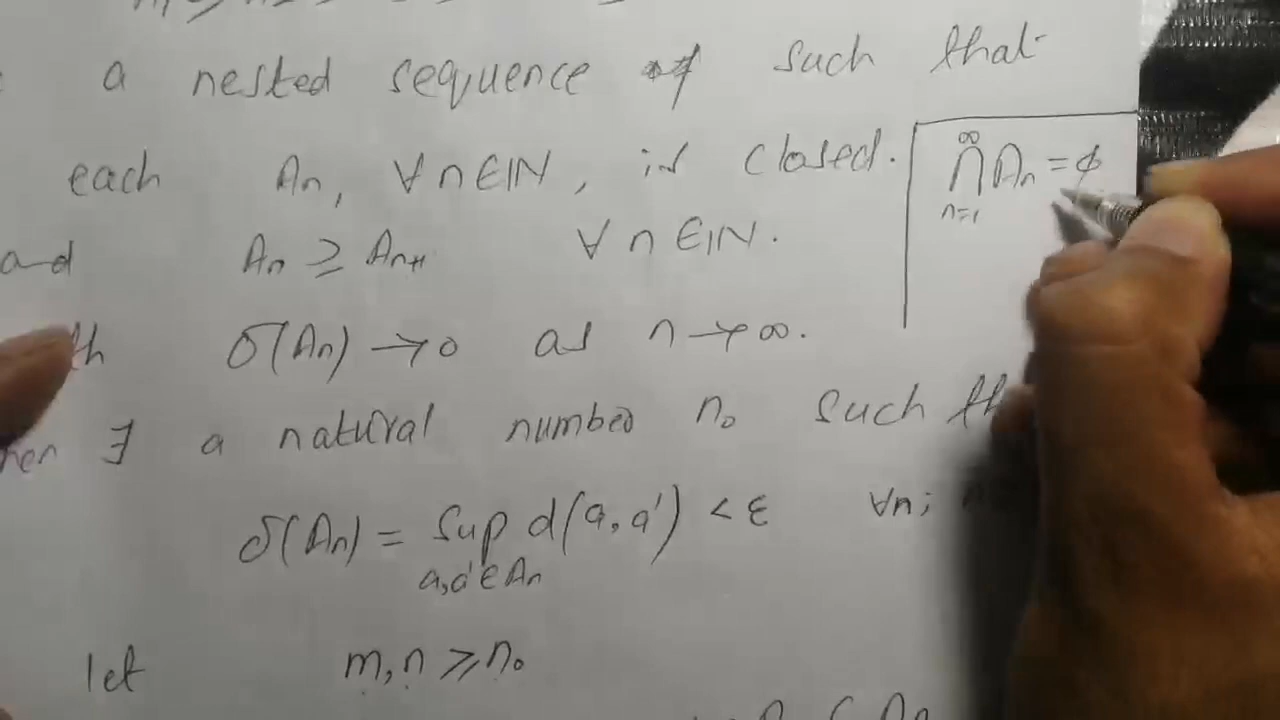 a nested sequence of such that
each An, ∀n∈IN, is closed.
and An ≥ An+1 ∀n∈IN.
δ(An) → 0 as n→∞.
∃ a natural number n₀ such th
δ(An) = sup d(a, a') < ε ∀n;
a,a'∈An
let m,n ≥ n₀
∞
∩ An = ϕ
n=1